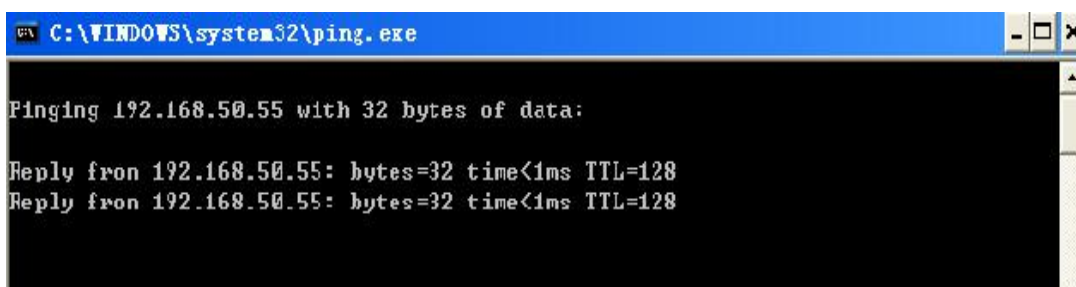 C:\WINDOWS\system32\ping.exe
Pinging 192.168.50.55 with 32 bytes of data:
Reply from 192.168.50.55: bytes=32 time<1ms TTL=128
Reply from 192.168.50.55: bytes=32 time<1ms TTL=128